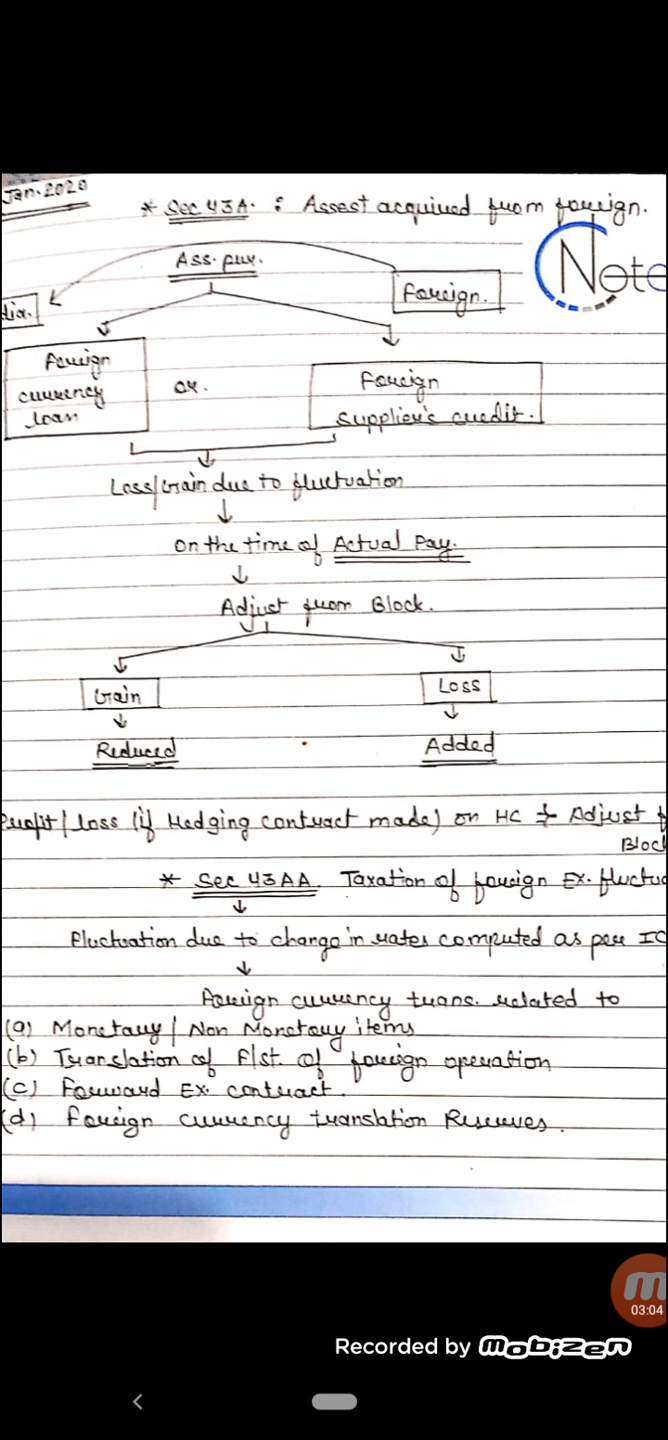 Jan. 2020
* Sec 43A. : Assest acquired from foreign.
Ass. pur.
Note
Foreign.
dia.
Foreign currency loan
or.
Foreign supplier's credit.
Loss/Gain due to fluctuation
On the time of Actual Pay.
Adjust from Block.
Gain
Loss
Reduced
Added
Profit / Loss (if Hedging contract made) on HC Adjust f
Block
* Sec 43AA. Taxation of foreign Ex. fluctua
Fluctuation due to change in rates computed as per IC
Foreign currency trans. related to
(a) Monetary / Non Monetary items
(b) Translation of F/st. of foreign operation
(c) Forward Ex. contract.
(d) Foreign currency translation Reserves.
03:04
Recorded by mobizen